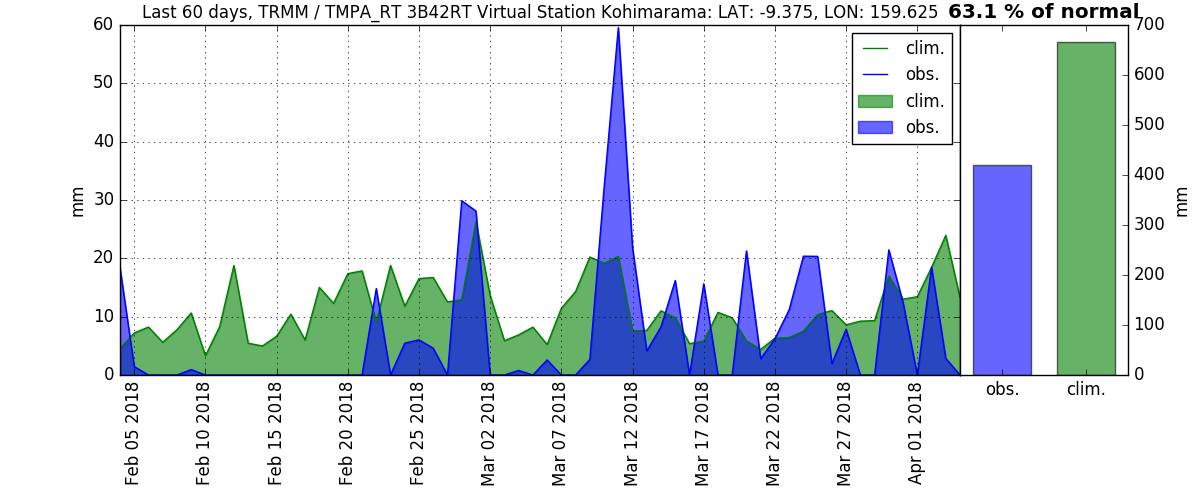 Last 60 days, TRMM / TMPA_RT 3B42RT Virtual Station Kohimarama: LAT: -9.375, LON: 159.625 63.1 % of normal
60
50
40
30
20
10
0
mm
clim.
obs.
clim.
obs.
700
600
500
400
300
200
100
0
mm
obs. clim.
Feb 05 2018
Feb 10 2018
Feb 15 2018
Feb 20 2018
Feb 25 2018
Mar 02 2018
Mar 07 2018
Mar 12 2018
Mar 17 2018
Mar 22 2018
Mar 27 2018
Apr 01 2018